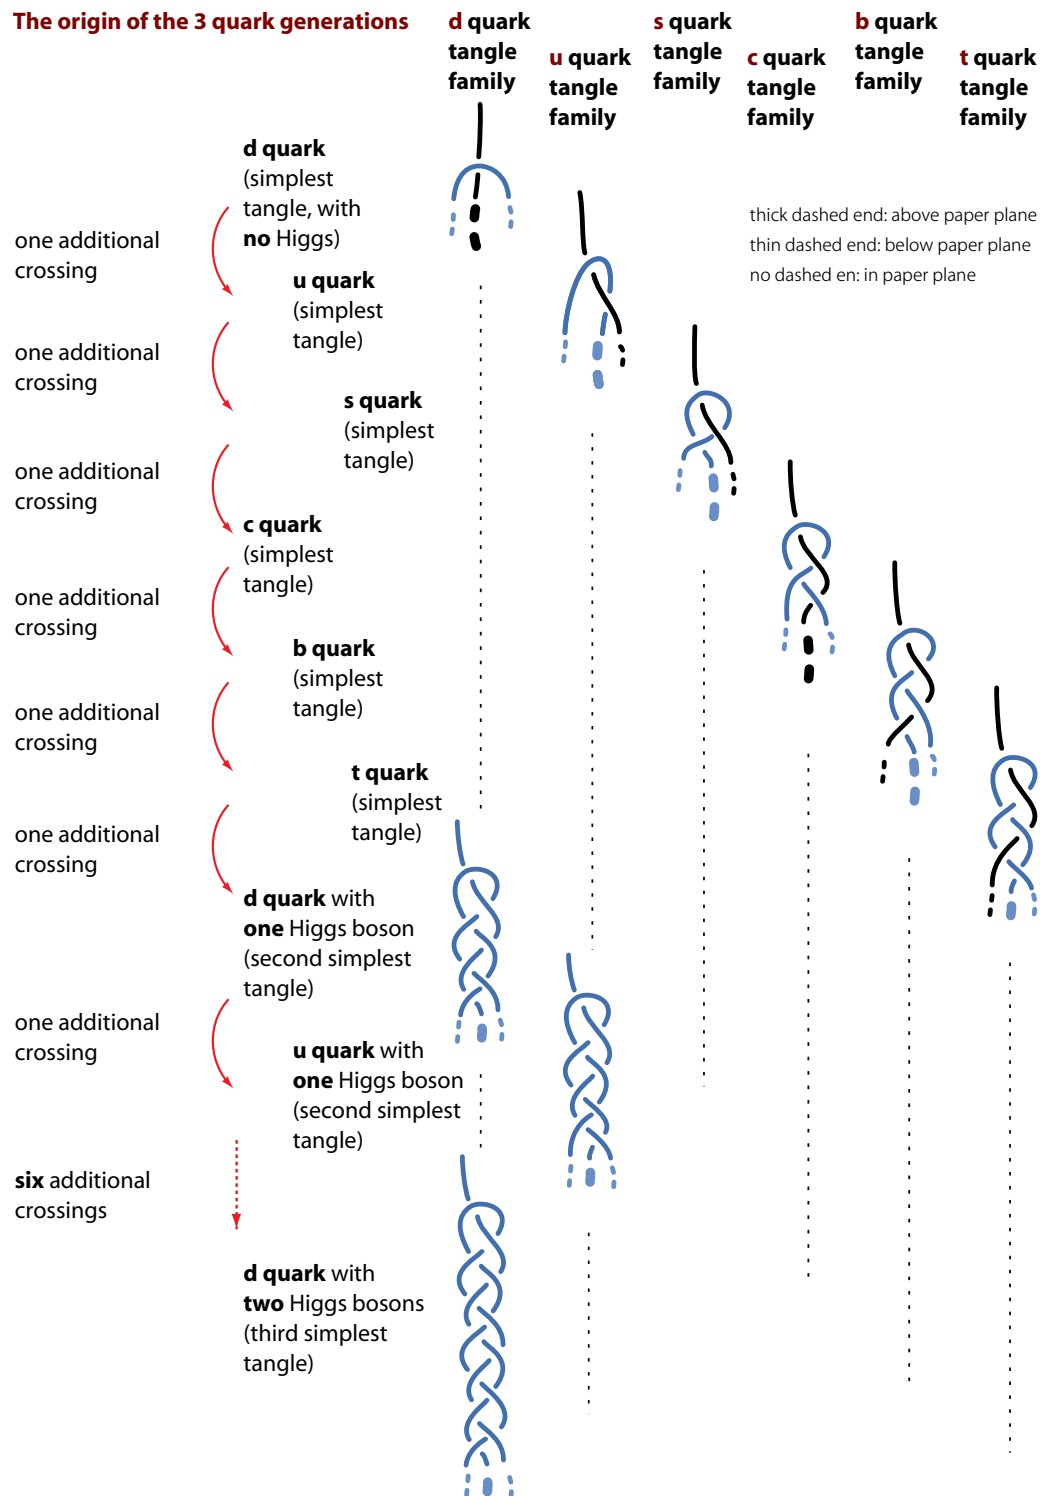 The origin of the 3 quark generations
d quark
tangle
family
u quark
tangle
family
s quark
tangle
family
c quark
tangle
family
b quark
tangle
family
t quark
tangle
family
thick dashed end: above paper plane
thin dashed end: below paper plane
no dashed en: in paper plane
d quark
(simplest
tangle, with
no Higgs)
one additional
crossing
u quark
(simplest
tangle)
one additional
crossing
s quark
(simplest
tangle)
one additional
crossing
c quark
(simplest
tangle)
one additional
crossing
b quark
(simplest
tangle)
one additional
crossing
t quark
(simplest
tangle)
one additional
crossing
d quark with
one Higgs boson
(second simplest
tangle)
one additional
crossing
u quark with
one Higgs boson
(second simplest
tangle)
six additional
crossings
d quark with
two Higgs bosons
(third simplest
tangle)